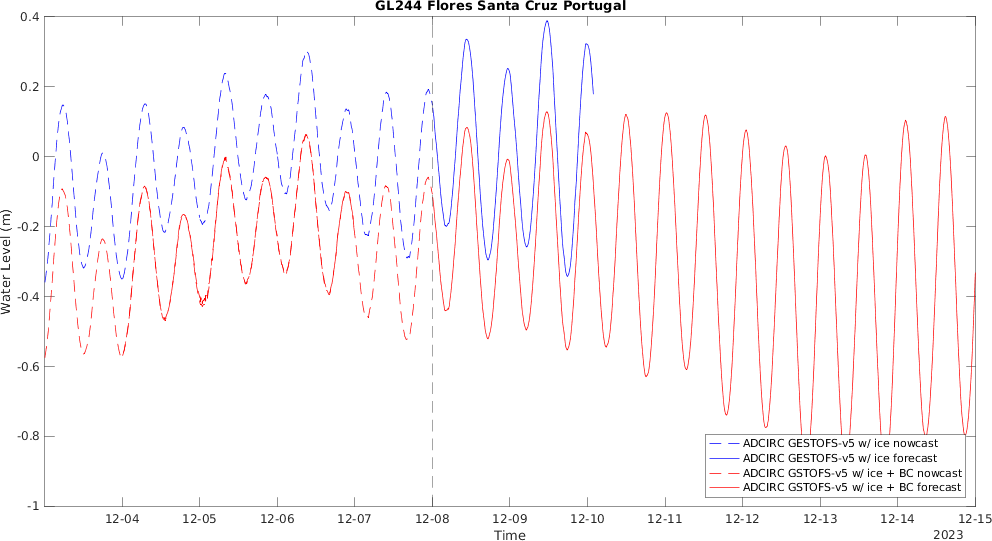 GL244 Flores Santa Cruz Portugal
0.4
0.2
0
-0.2
-0.4
-0.6
-0.8
-1
Water Level (m)
ADCIRC GESTOFS-v5 w/ ice nowcast
ADCIRC GESTOFS-v5 w/ ice forecast
ADCIRC GSTOFS-v5 w/ ice + BC nowcast
ADCIRC GSTOFS-v5 w/ ice + BC forecast
12-04 12-05 12-06 12-07 12-08 12-09 12-10 12-11 12-12 12-13 12-14 12-15
Time
2023